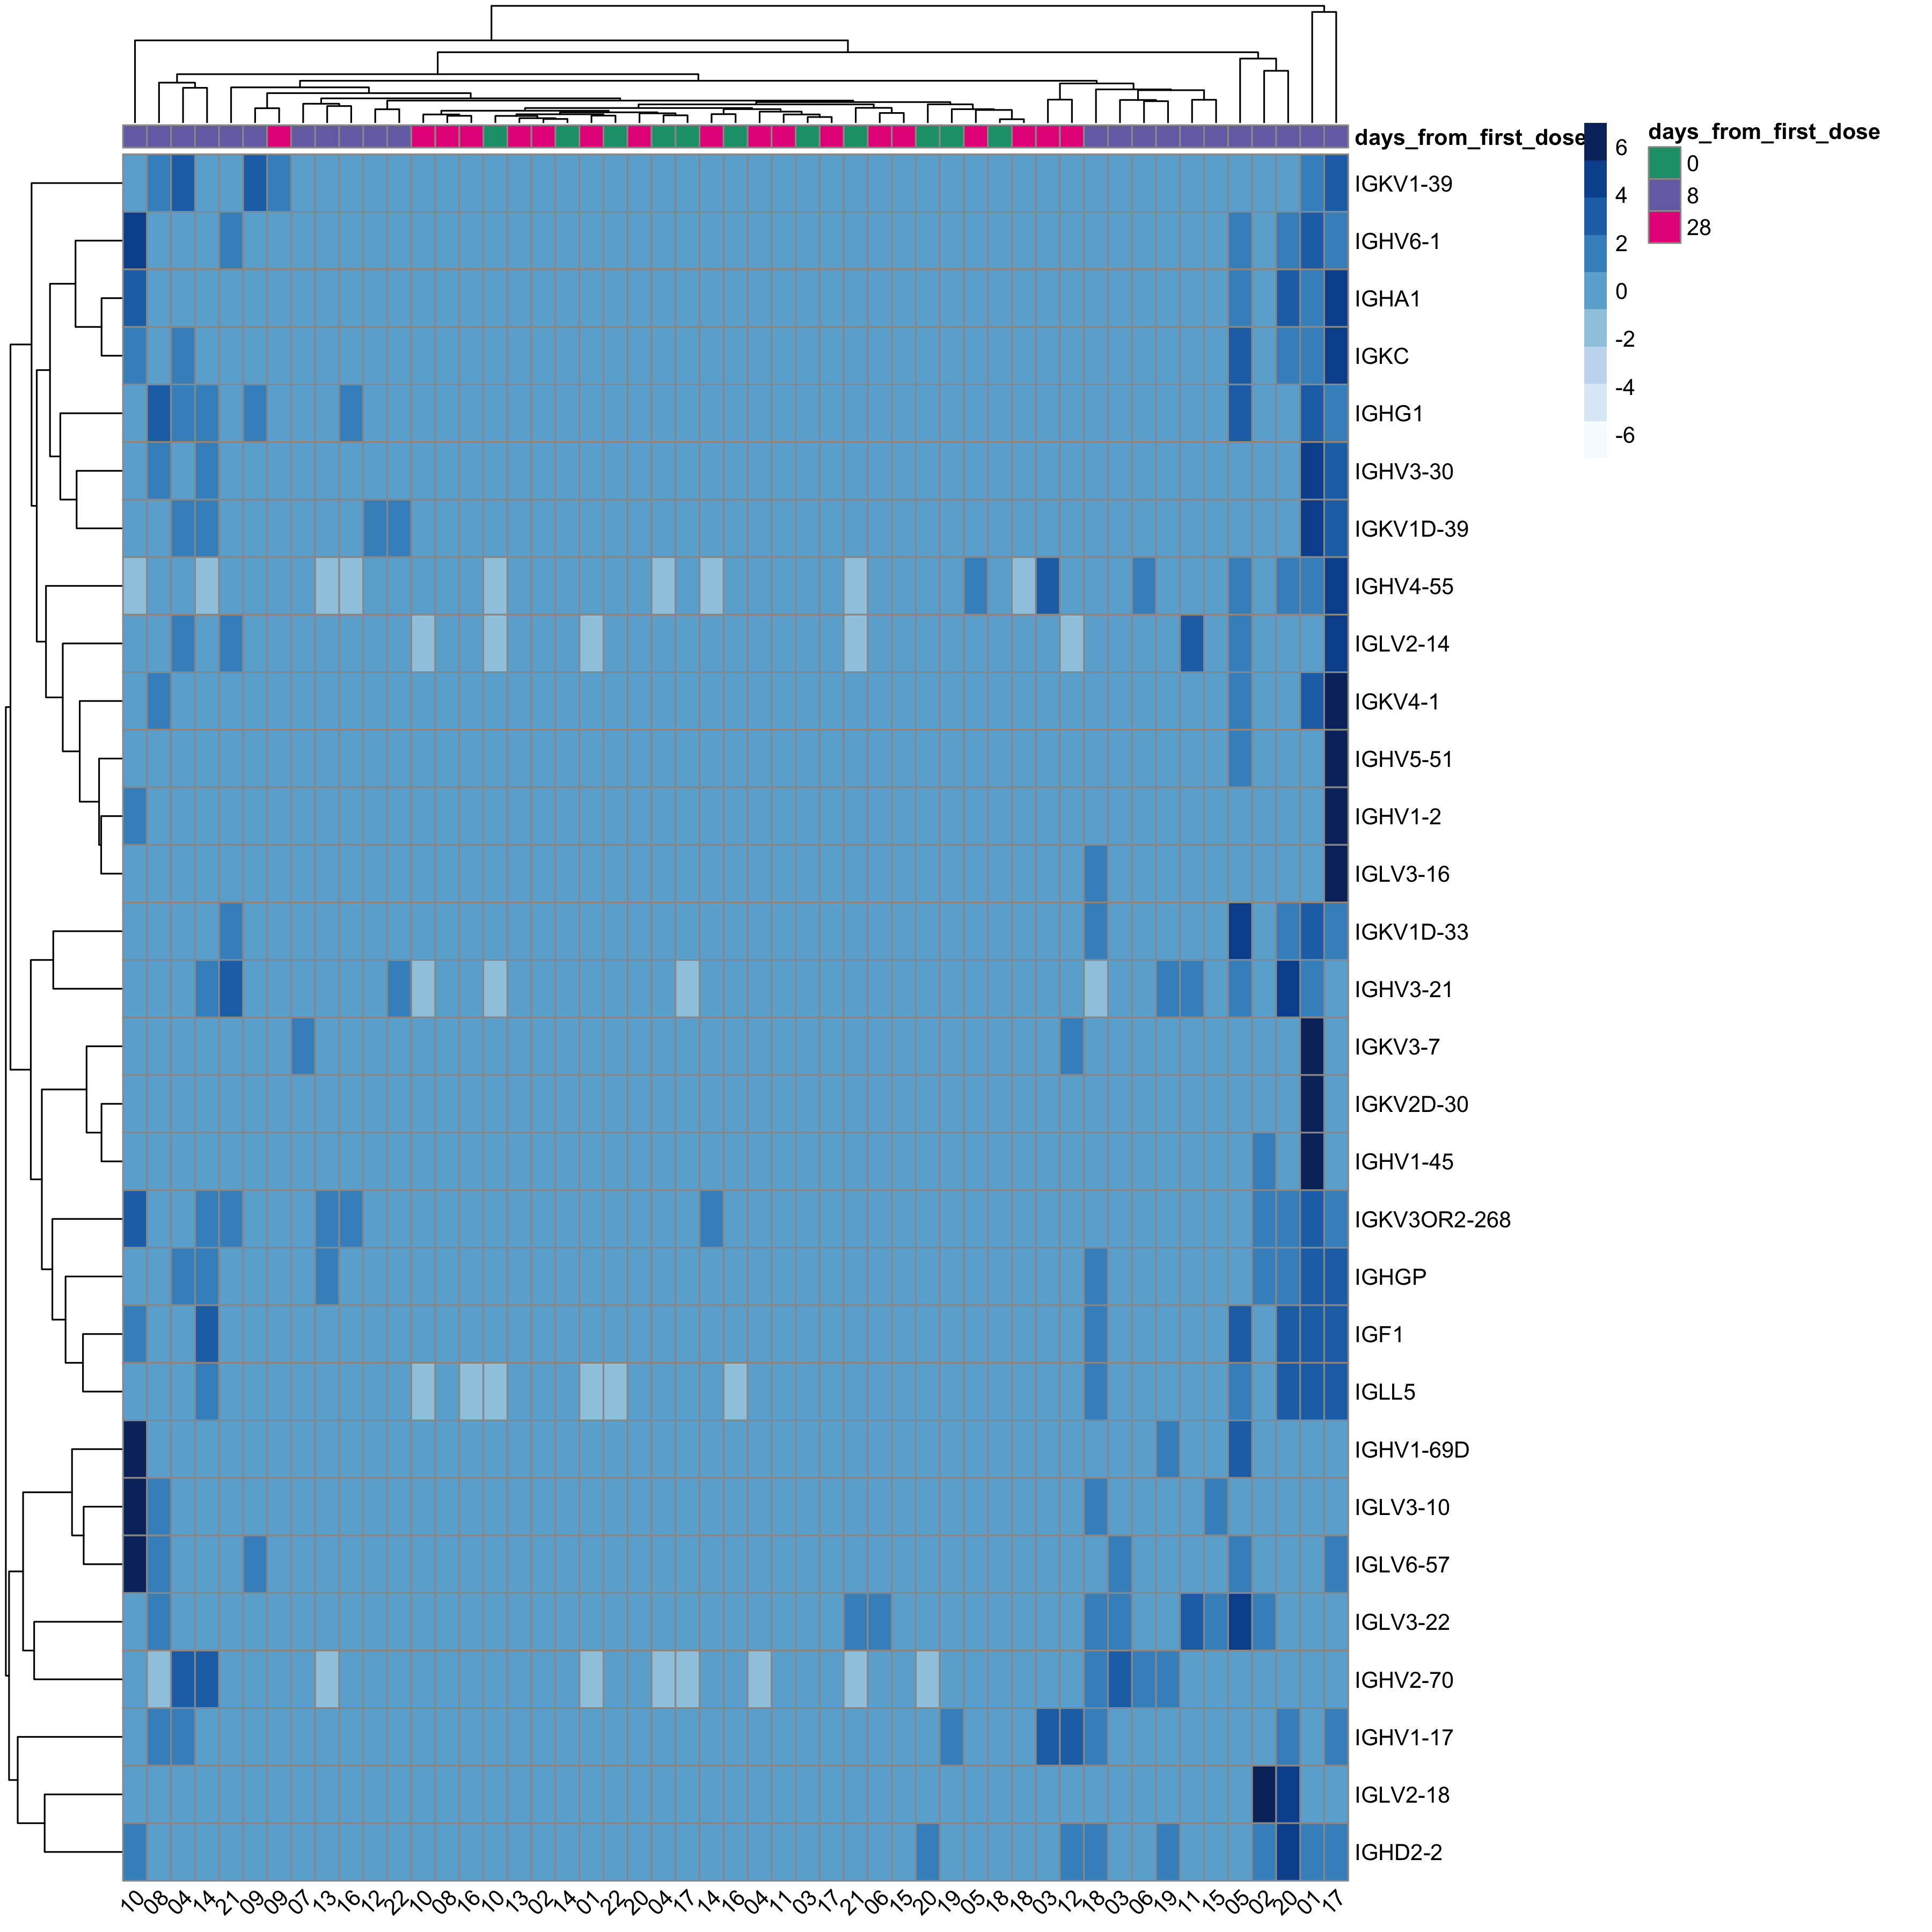 days_from_first_dose
days_from_first_dose
6
4
2
0
-2
-4
-6
0
8
28
IGKV1-39
IGHV6-1
IGHA1
IGKC
IGHG1
IGHV3-30
IGKV1D-39
IGHV4-55
IGLV2-14
IGKV4-1
IGHV5-51
IGHV1-2
IGLV3-16
IGKV1D-33
IGHV3-21
IGKV3-7
IGKV2D-30
IGHV1-45
IGKV3OR2-268
IGHGP
IGF1
IGLL5
IGHV1-69D
IGLV3-10
IGLV6-57
IGLV3-22
IGHV2-70
IGHV1-17
IGLV2-18
IGHD2-2
10 08 04 14 21 09 09 07 13 16 12 22 10 08 16 10 13 02 14 01 22 20 04 17 14 16 04 11 03 17 21 06 15 20 19 05 18 18 03 12 18 03 06 19 11 15 05 02 20 01 17